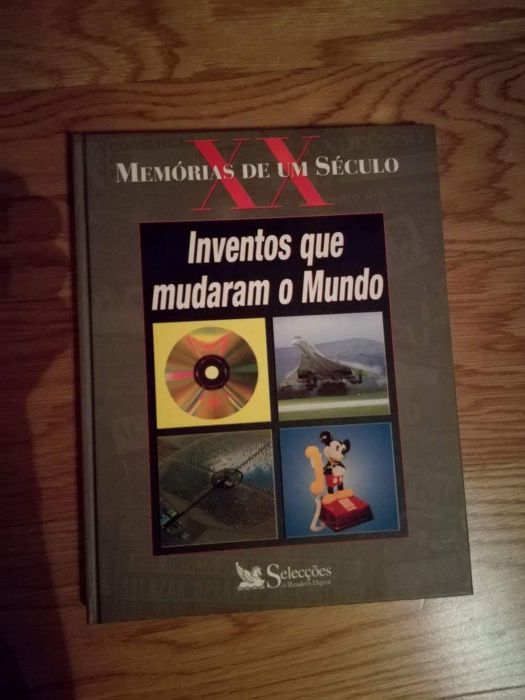 XX
MEMÓRIAS DE UM SÉCULO
Inventos que
mudaram o Mundo
Selecções
do Reader's Digest